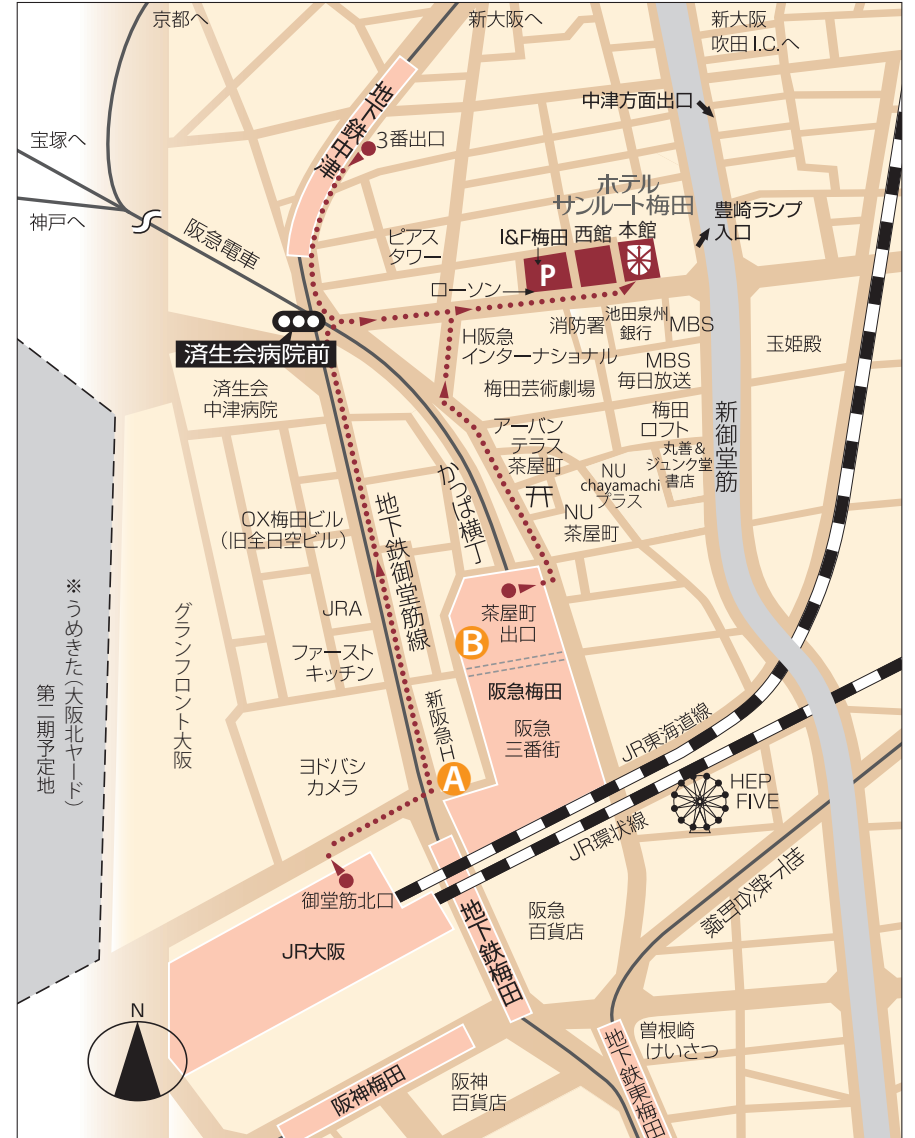 京都へ
新大阪へ
新大阪
吹田I.C.へ
地下鉄中津
3番出口
中津方面出口
宝塚へ
神戸へ
阪急電車
ピアス
タワー
ホテル
サンルート梅田
I&F梅田
西館
本館
P
豊崎ランプ
入口
ローソン
済生会病院前
済生会
中津病院
H阪急
インターナショナル
消防署
池田泉州
銀行
MBS
玉姫殿
梅田芸術劇場
MBS
毎日放送
梅田
ロフト
アーバン
テラス
茶屋町
丸善&
ジュンク堂
書店
新御堂筋
NU
chayamachi
プラス
NU
茶屋町
かっぱ横丁
地下鉄御堂筋線
OX梅田ビル
(旧全日空ビル)
JRA
ファースト
キッチン
茶屋町
出口
B
阪急梅田
阪急
三番街
※うめきた(大阪北ヤード)
第二期予定地
グランフロント大阪
新阪急H
A
ヨドバシ
カメラ
JR東海道線
JR環状線
HEP
FIVE
地下鉄谷町線
御堂筋北口
JR大阪
地下鉄梅田
阪急
百貨店
N
阪神梅田
阪神
百貨店
曽根崎
けいさつ
地下鉄東梅田